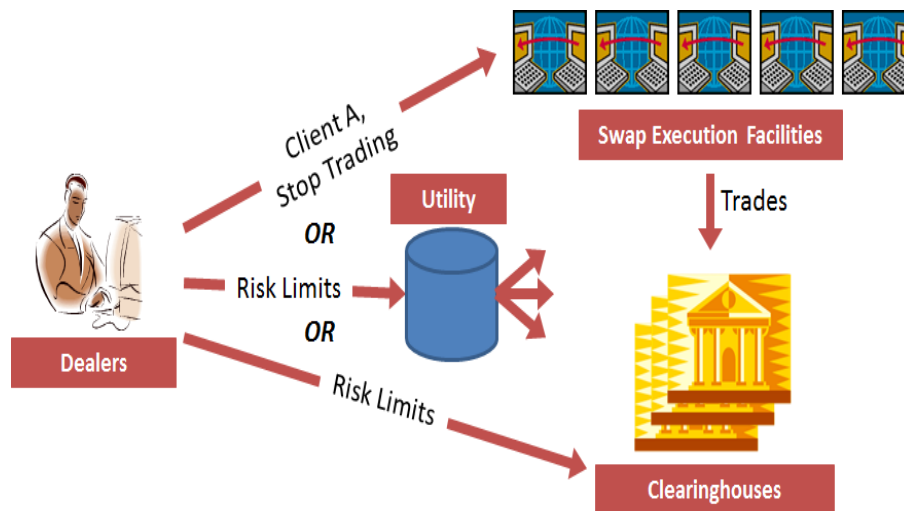 Client A,
Stop Trading
Swap Execution Facilities
Utility
Trades
OR
Risk Limits
OR
Dealers
Risk Limits
Clearinghouses